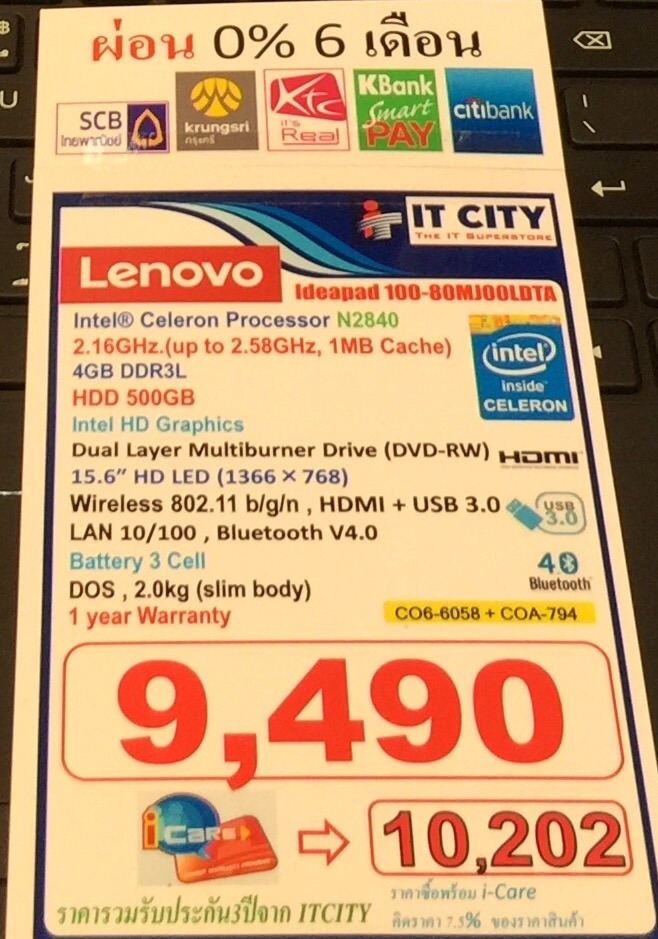 ผ่อน 0% 6 เดือน
SCB
ไทยพาณิชย์
krungsri
กรุงศรี
KTC
it's
Real
KBank
Smart
PAY
citibank
iT IT CITY
THE IT SUPERSTORE
Lenovo
Ideapad 100-80MJ00LDTA
Intel® Celeron Processor N2840
2.16GHz.(up to 2.58GHz, 1MB Cache)
4GB DDR3L
HDD 500GB
Intel HD Graphics
intel
inside
CELERON
Dual Layer Multiburner Drive (DVD-RW) HDMI
15.6” HD LED (1366 × 768)
Wireless 802.11 b/g/n , HDMI + USB 3.0
USB
3.0
LAN 10/100 , Bluetooth V4.0
Battery 3 Cell
4.0
Bluetooth
DOS , 2.0kg (slim body)
1 year Warranty
CO6-6058 + COA-794
9,490
i Care
10,202
ราคารวมรับประกัน3ปีจาก ITCITY
ราคาซื้อพร้อม i-Care
คิดราคา 7.5% ของราคาสินค้า